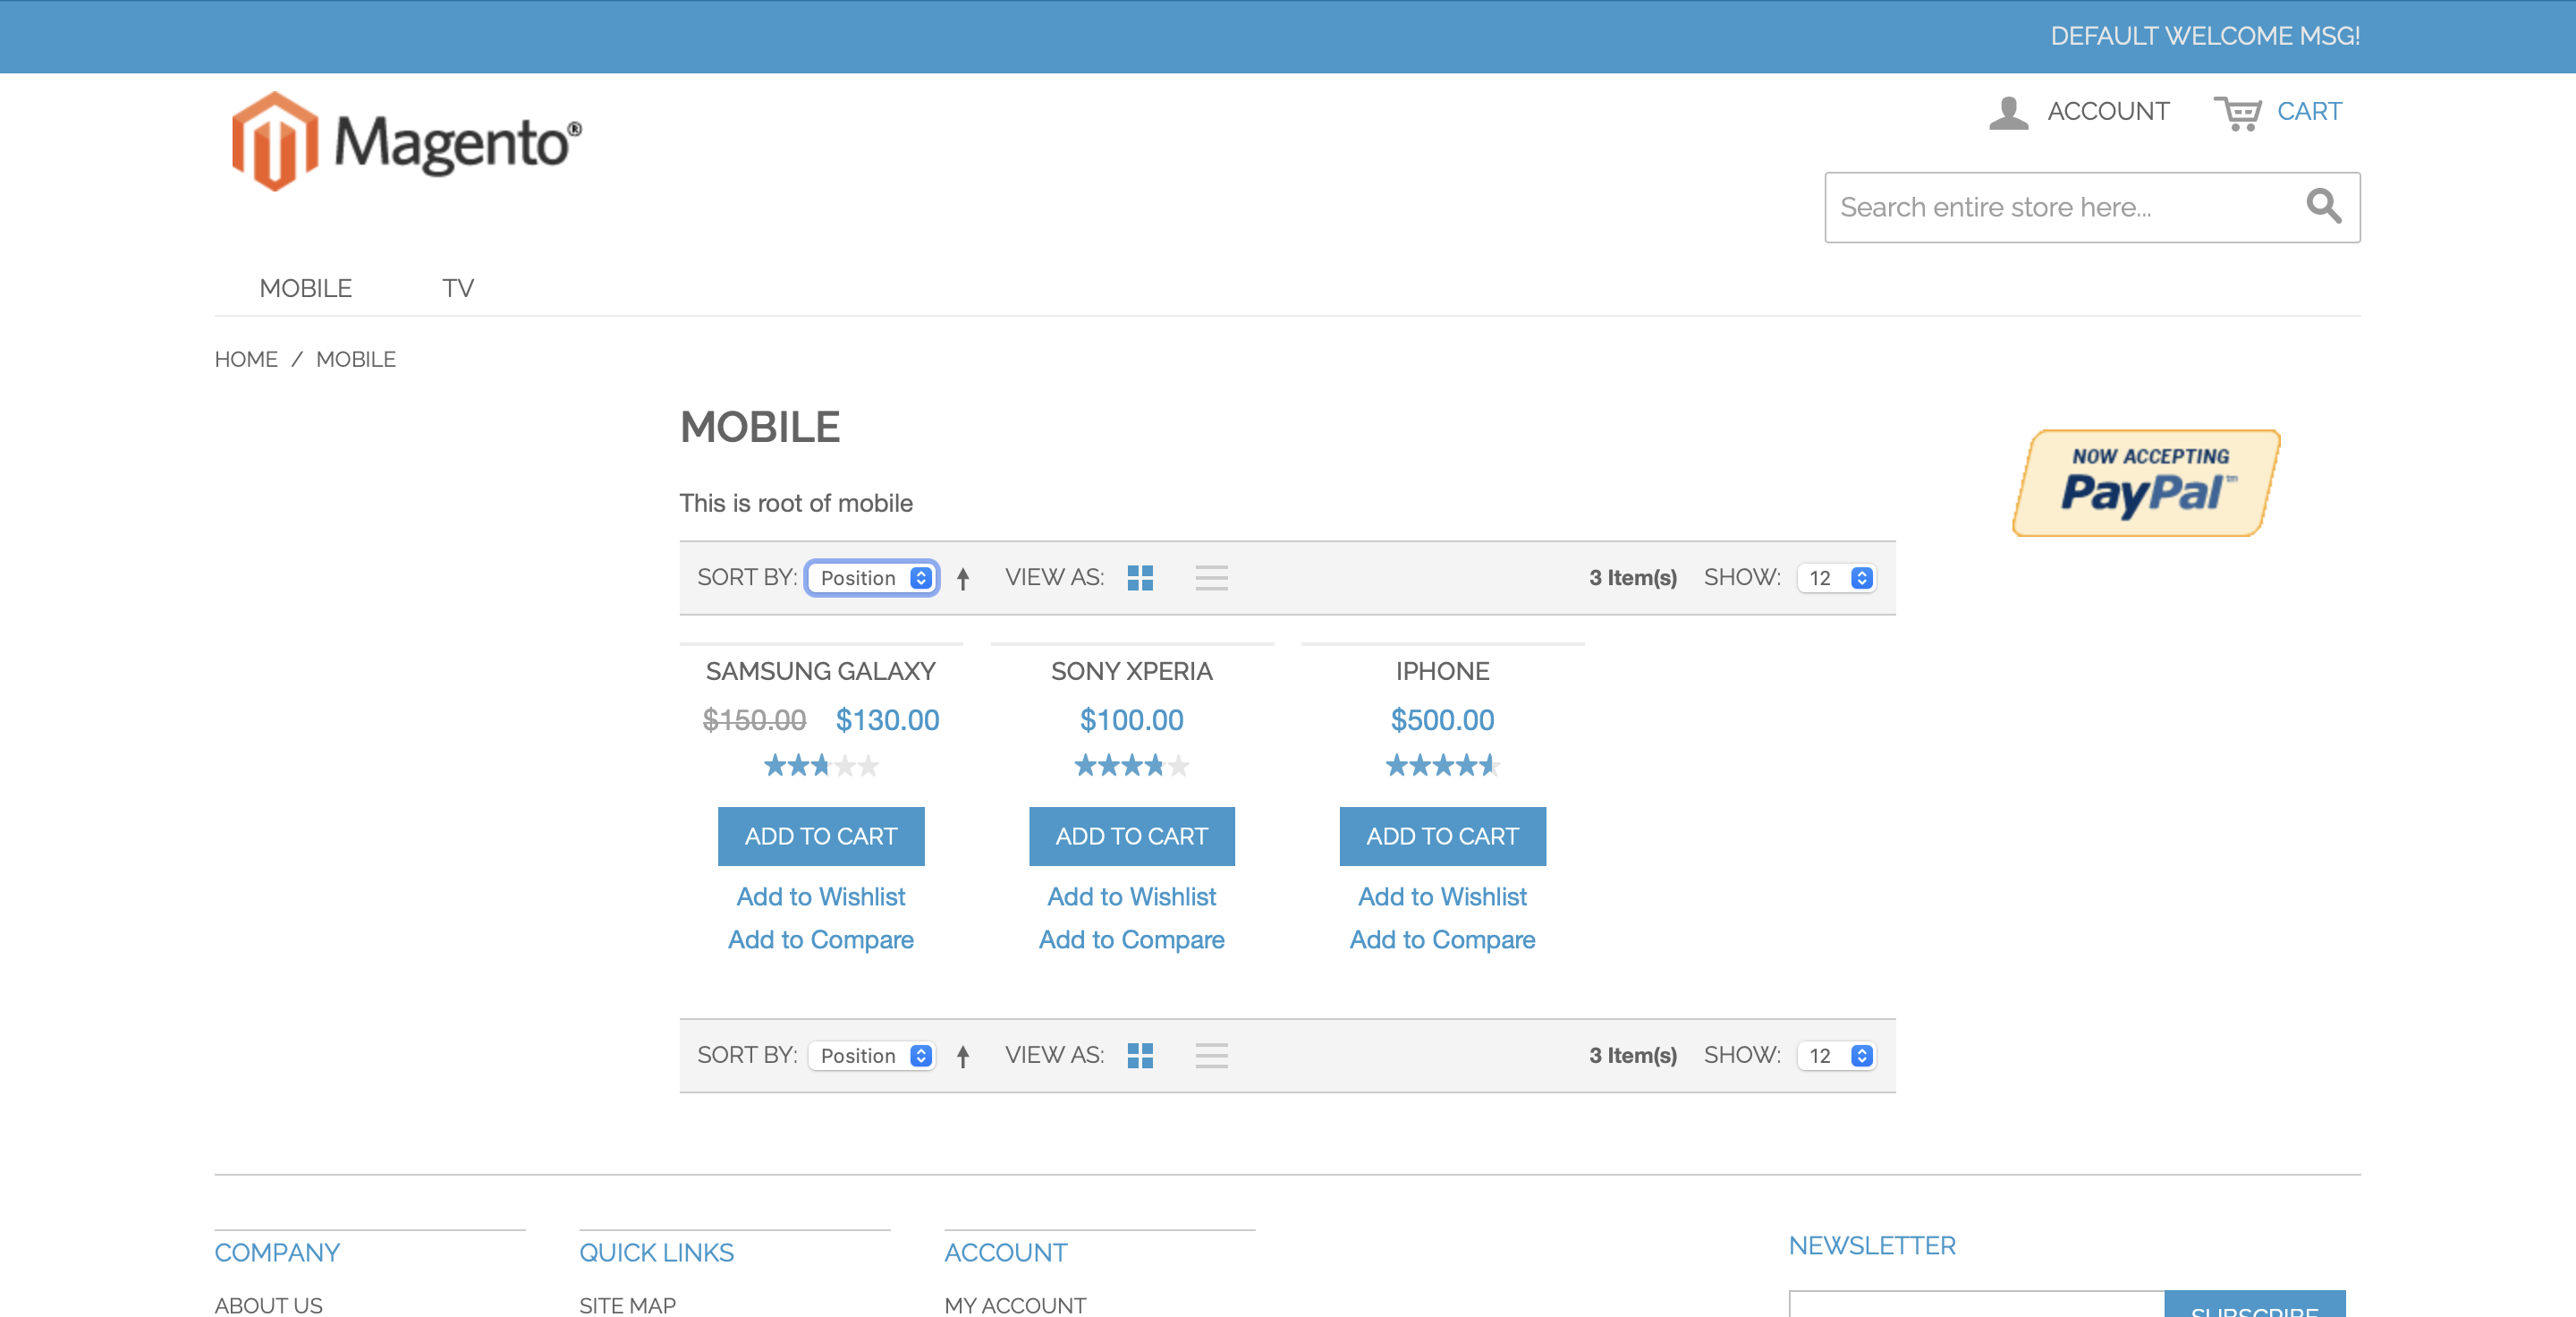 DEFAULT WELCOME MSG!
Magento®
ACCOUNT CART
Search entire store here...
MOBILE TV
HOME / MOBILE
MOBILE
NOW ACCEPTING
PayPal™
This is root of mobile
SORT BY: Position VIEW AS: 3 Item(s) SHOW: 12
SAMSUNG GALAXY SONY XPERIA IPHONE
$150.00 $130.00 $100.00 $500.00
ADD TO CART ADD TO CART ADD TO CART
Add to Wishlist Add to Wishlist Add to Wishlist
Add to Compare Add to Compare Add to Compare
SORT BY: Position VIEW AS: 3 Item(s) SHOW: 12
COMPANY QUICK LINKS ACCOUNT NEWSLETTER
ABOUT US SITE MAP MY ACCOUNT SUBSCRIBE